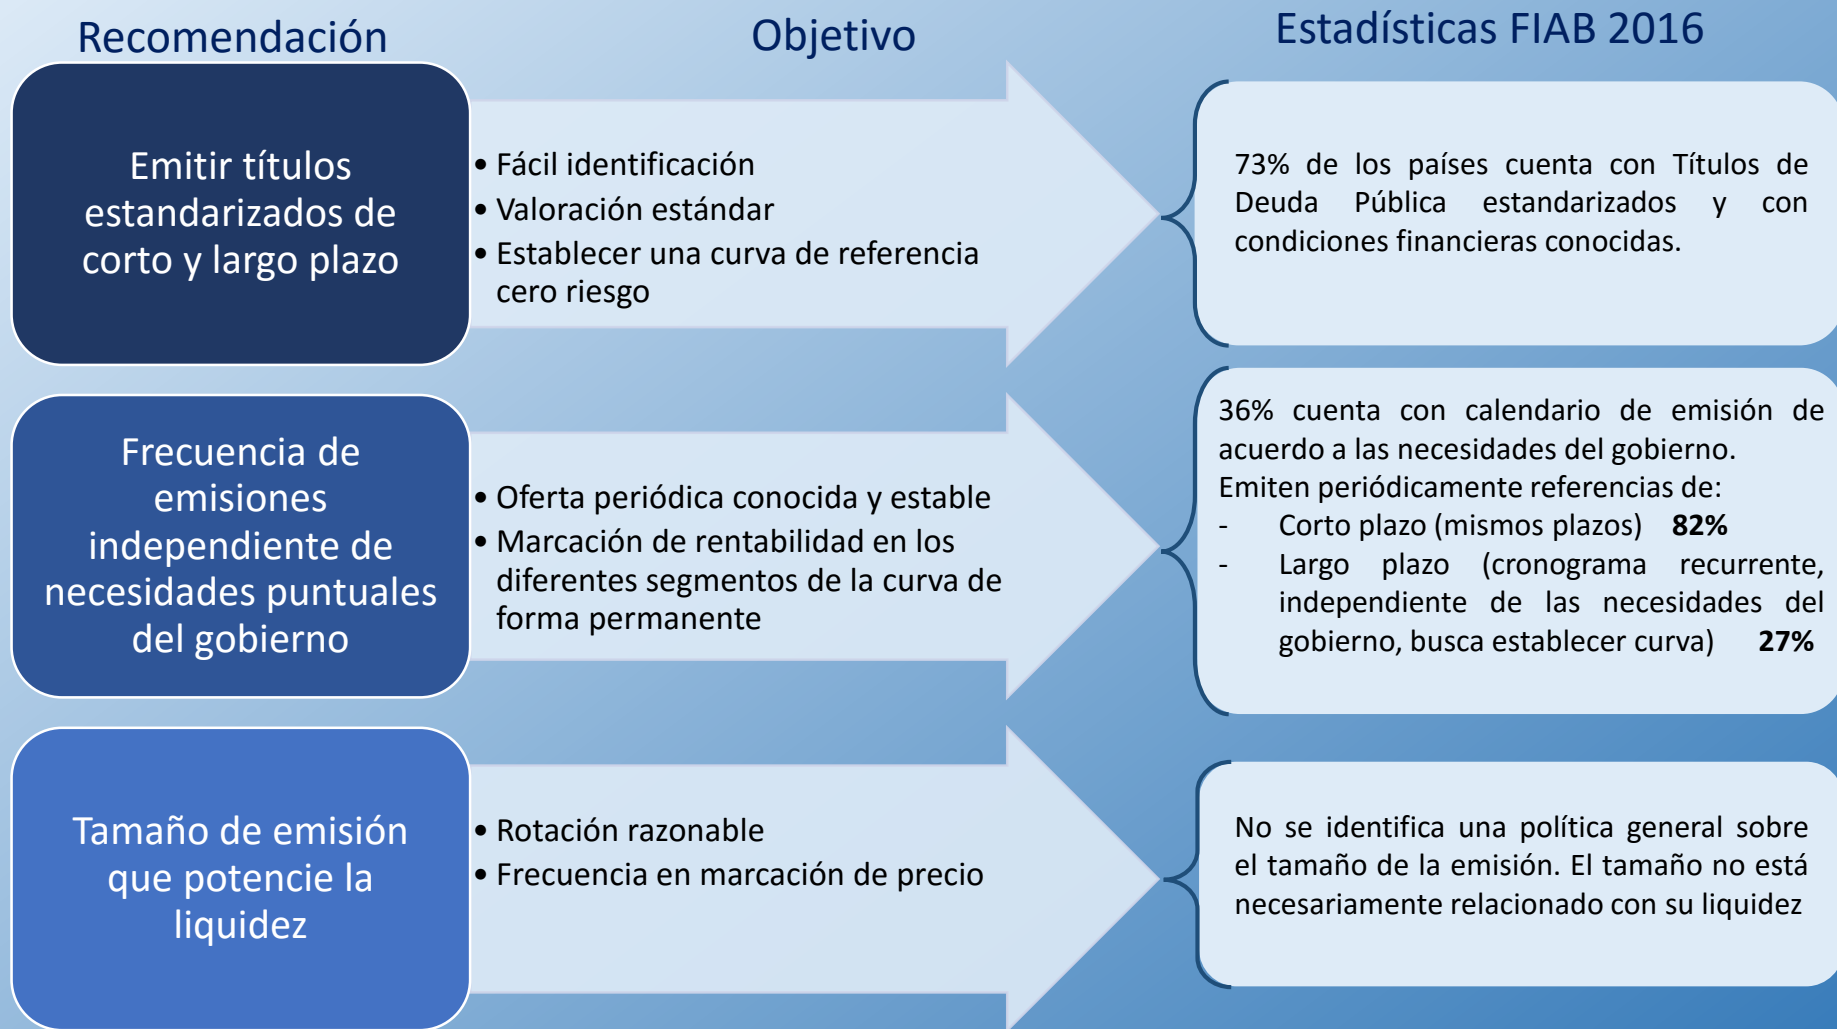 Recomendación
Objetivo
Estadísticas FIAB 2016
Emitir títulos
estandarizados de
corto y largo plazo
• Fácil identificación
• Valoración estándar
• Establecer una curva de referencia
cero riesgo
73% de los países cuenta con Títulos de
Deuda Pública estandarizados y con
condiciones financieras conocidas.
Frecuencia de
emisiones
independiente de
necesidades puntuales
del gobierno
• Oferta periódica conocida y estable
• Marcación de rentabilidad en los
diferentes segmentos de la curva de
forma permanente
36% cuenta con calendario de emisión de
acuerdo a las necesidades del gobierno.
Emiten periódicamente referencias de:
- Corto plazo (mismos plazos) 82%
- Largo plazo (cronograma recurrente,
independiente de las necesidades del
gobierno, busca establecer curva) 27%
Tamaño de emisión
que potencie la
liquidez
• Rotación razonable
• Frecuencia en marcación de precio
No se identifica una política general sobre
el tamaño de la emisión. El tamaño no está
necesariamente relacionado con su liquidez